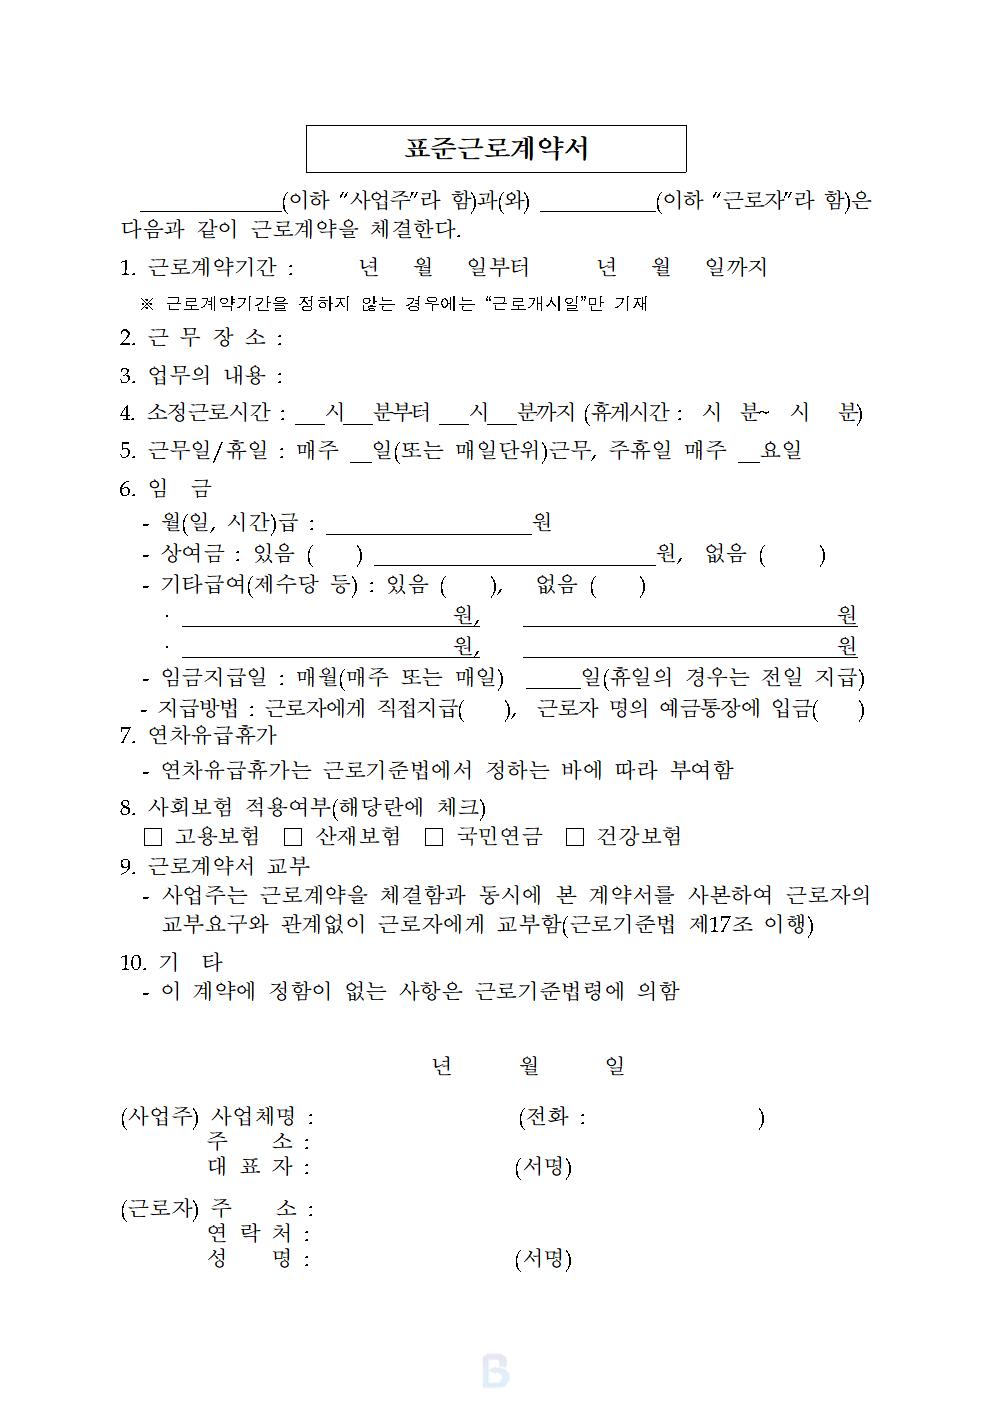 표준근로계약서
____________(이하 “사업주”라 함)과(와) __________(이하 “근로자”라 함)은
다음과 같이 근로계약을 체결한다.
1. 근로계약기간 : 년 월 일부터 년 월 일까지
※ 근로계약기간을 정하지 않는 경우에는 “근로개시일”만 기재
2. 근 무 장 소 :
3. 업무의 내용 :
4. 소정근로시간 : __시__분부터 __시__분까지 (휴게시간 : 시 분~ 시 분)
5. 근무일/휴일 : 매주 _일(또는 매일단위)근무, 주휴일 매주 _요일
6. 임 금
- 월(일, 시간)급 : __________________원
- 상여금 : 있음 ( ) ________________________원, 없음 ( )
- 기타급여(제수당 등) : 있음 ( ), 없음 ( )
· ________________________원, ____________________________원
· ________________________원, ____________________________원
- 임금지급일 : 매월(매주 또는 매일) _____일(휴일의 경우는 전일 지급)
- 지급방법 : 근로자에게 직접지급( ), 근로자 명의 예금통장에 입금( )
7. 연차유급휴가
- 연차유급휴가는 근로기준법에서 정하는 바에 따라 부여함
8. 사회보험 적용여부(해당란에 체크)
□ 고용보험 □ 산재보험 □ 국민연금 □ 건강보험
9. 근로계약서 교부
- 사업주는 근로계약을 체결함과 동시에 본 계약서를 사본하여 근로자의
교부요구와 관계없이 근로자에게 교부함(근로기준법 제17조 이행)
10. 기 타
- 이 계약에 정함이 없는 사항은 근로기준법령에 의함
년 월 일
(사업주) 사업체명 : (전화 : )
주 소 :
대 표 자 : (서명)
(근로자) 주 소 :
연 락 처 :
성 명 : (서명)
B